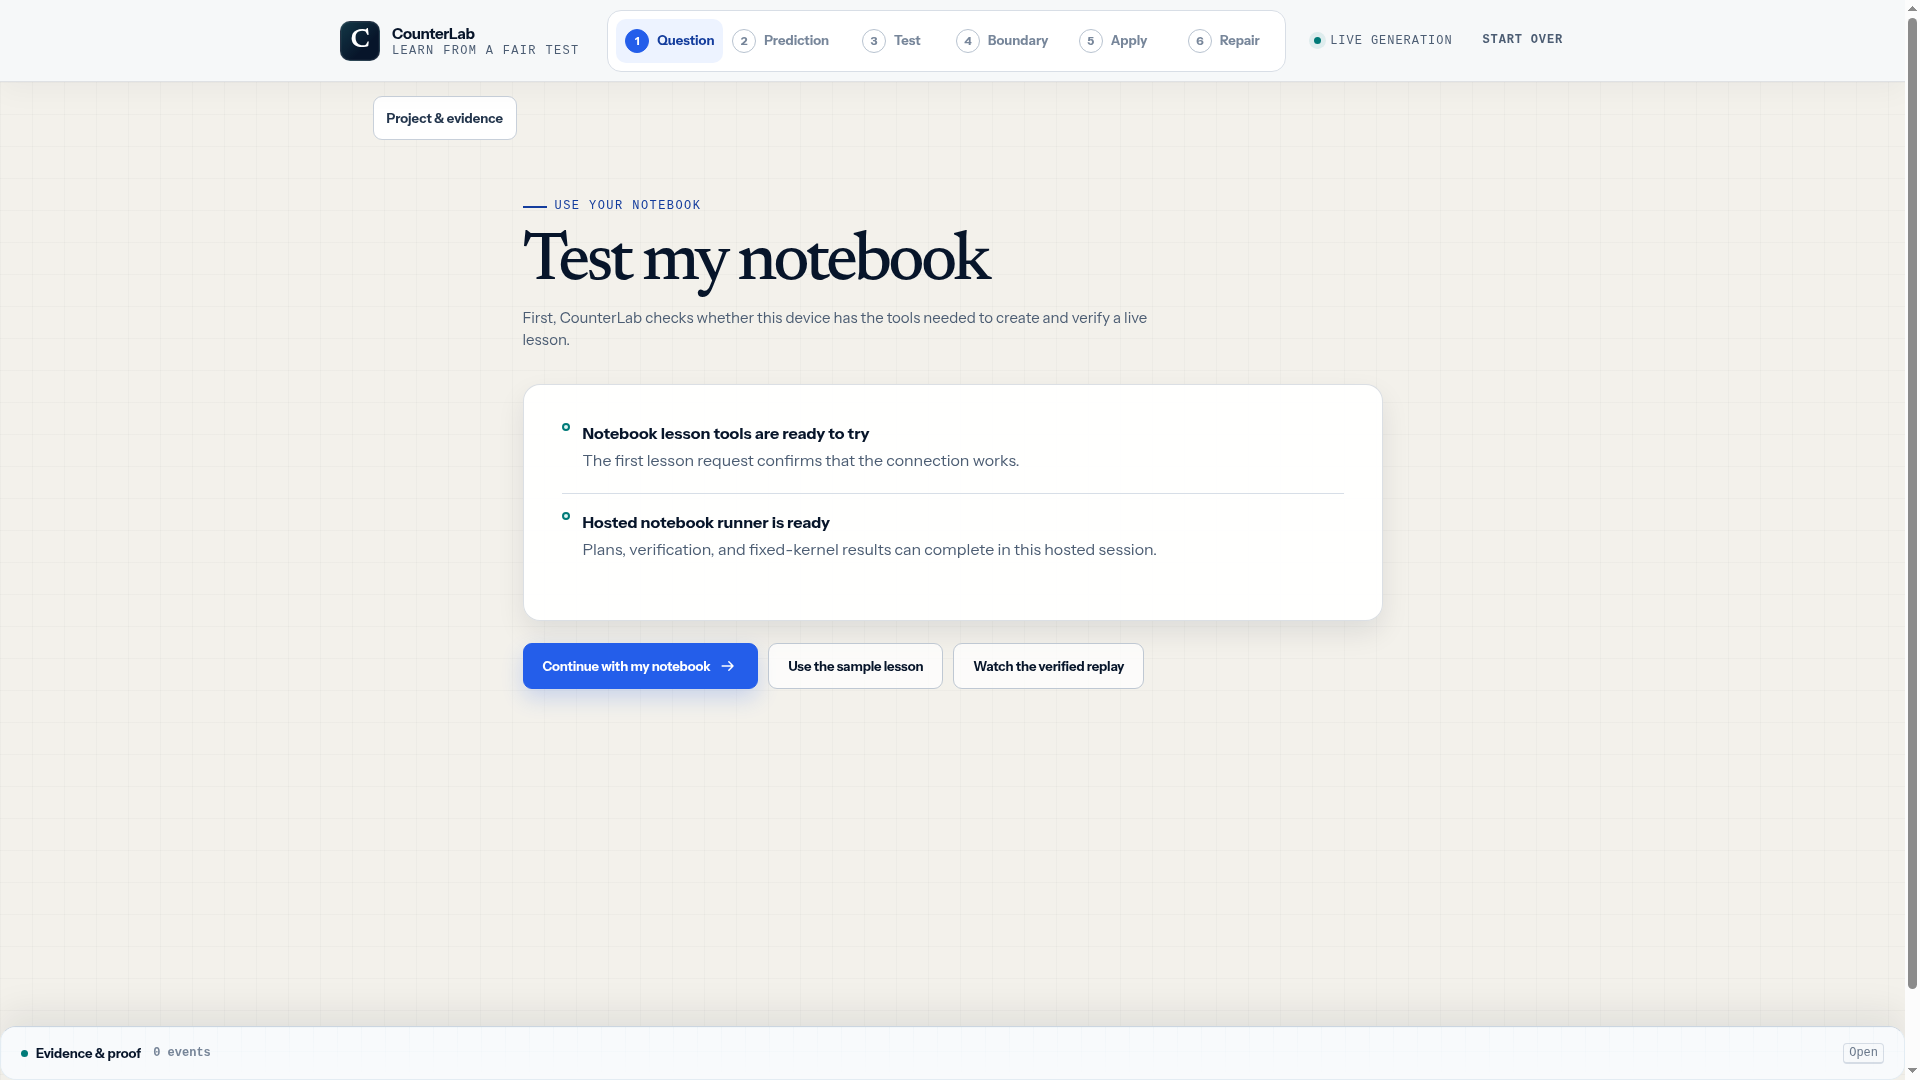 C
CounterLab
LEARN FROM A FAIR TEST
1 Question
2 Prediction
3 Test
4 Boundary
5 Apply
6 Repair
LIVE GENERATION
START OVER
Project & evidence
USE YOUR NOTEBOOK
Test my notebook
First, CounterLab checks whether this device has the tools needed to create and verify a live
lesson.
Notebook lesson tools are ready to try
The first lesson request confirms that the connection works.
Hosted notebook runner is ready
Plans, verification, and fixed-kernel results can complete in this hosted session.
Continue with my notebook →
Use the sample lesson
Watch the verified replay
Evidence & proof 0 events
Open